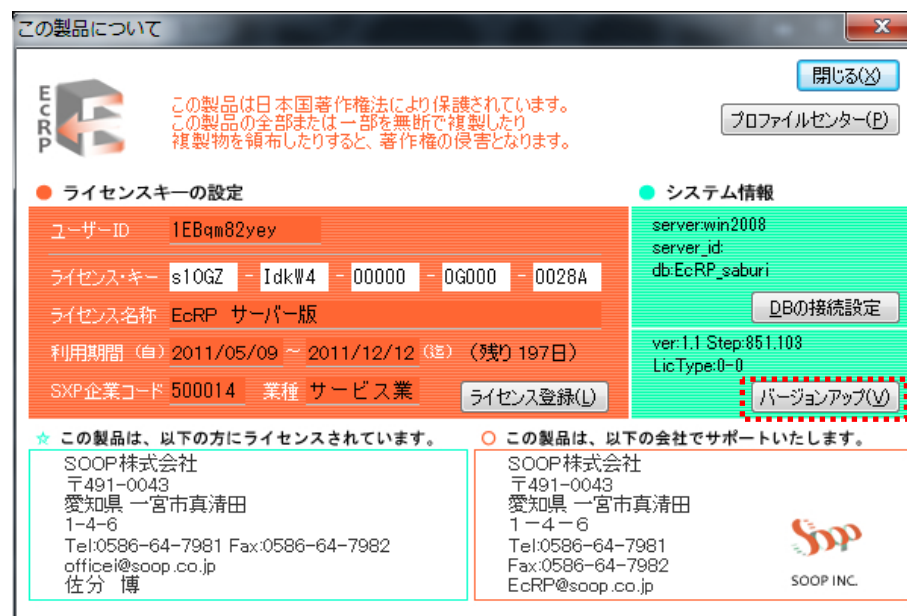 この製品について
閉じる(X)
プロファイルセンター(P)
EcRP
この製品は日本国著作権法により保護されています。
この製品の全部または一部を無断で複製したり
複製物を領布したりすると、著作権の侵害となります。
● ライセンスキーの設定
ユーザーID 1EBqm82yey
ライセンス・キー s1OGZ - IdkW4 - 00000 - 0G000 - 0028A
ライセンス名称 EcRP サーバー版
利用期間 (自) 2011/05/09 ~ 2011/12/12 (迄) (残り 197日)
SXP企業コード 500014 業種 サービス業 ライセンス登録(L)
● システム情報
server:win2008
server_id:
db:EcRP_saburi
DBの接続設定
ver:1.1 Step:851.103
LicType:0-0
バージョンアップ(V)
☆ この製品は、以下の方にライセンスされています。
SOOP株式会社
〒491-0043
愛知県 一宮市真清田
1-4-6
Tel:0586-64-7981 Fax:0586-64-7982
officei@soop.co.jp
佐分 博
○ この製品は、以下の会社でサポートいたします。
SOOP株式会社
〒491-0043
愛知県 一宮市真清田
1－4－6
Tel:0586-64-7981
Fax:0586-64-7982
EcRP@soop.co.jp
Soop
SOOP INC.